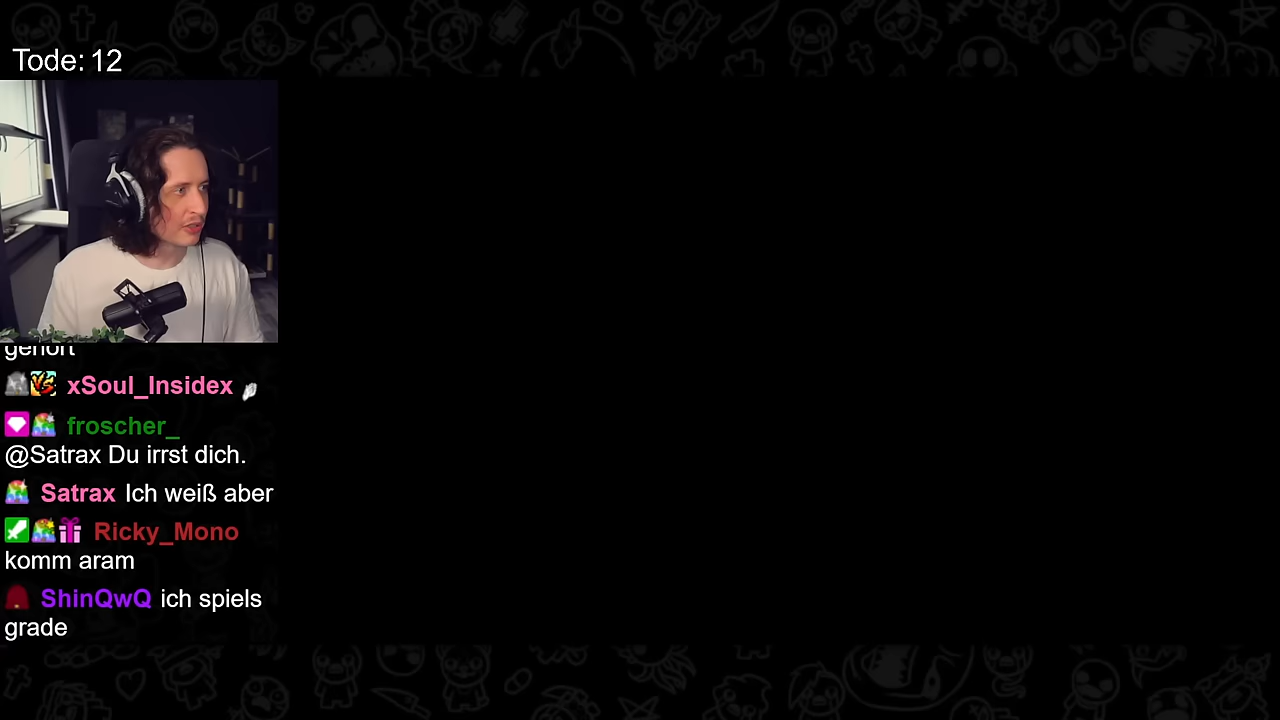 Tode: 12
gehört
xSoul_Insidex
froscher_
@Satrax Du irrst dich.
Satrax Ich weiß aber
Ricky_Mono
komm aram
ShinQwQ ich spiels
grade